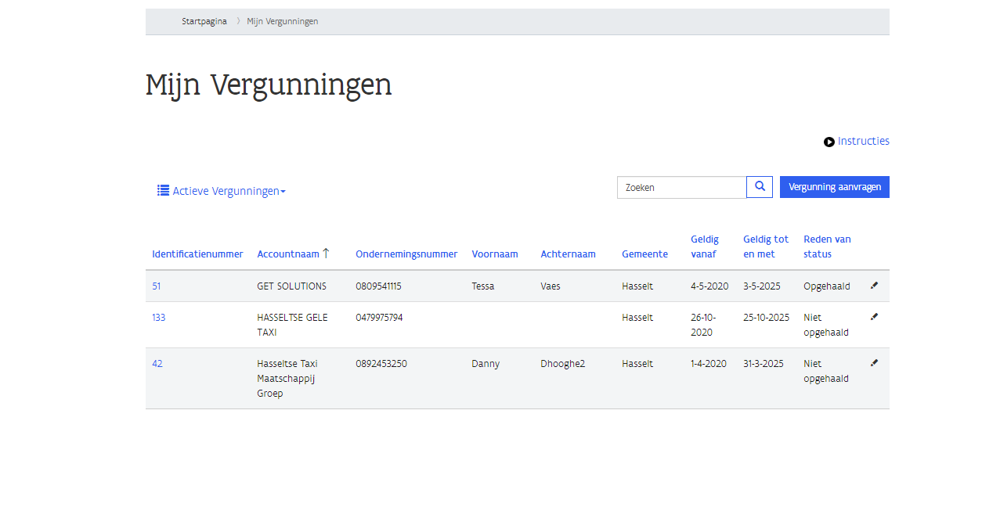 Startpagina 〉 Mijn Vergunningen
Mijn Vergunningen
Instructies
Actieve Vergunningen
Zoeken
Vergunning aanvragen
Identificatienummer Accountnaam ↑ Ondernemingsnummer Voornaam Achternaam Gemeente Geldig vanaf Geldig tot en met Reden van status
51 GET SOLUTIONS 0809541115 Tessa Vaes Hasselt 4-5-2020 3-5-2025 Opgehaald
133 HASSELTSE GELE TAXI 0479975794 Hasselt 26-10-2020 25-10-2025 Niet opgehaald
42 Hasseltse Taxi Maatschappij Groep 0892453250 Danny Dhooghe2 Hasselt 1-4-2020 31-3-2025 Niet opgehaald